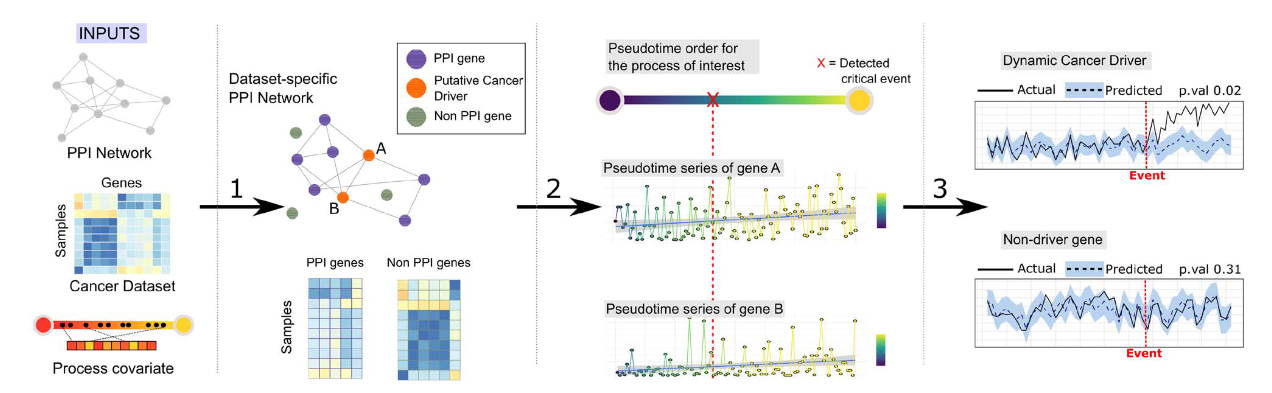 INPUTS
PPI Network
Genes
Samples
Cancer Dataset
Process covariate
1
Dataset-specific
PPI Network
PPI gene
Putative Cancer
Driver
Non PPI gene
A
B
PPI genes
Non PPI genes
Samples
2
Pseudotime order for
the process of interest
X = Detected
critical event
X
Pseudotime series of gene A
Pseudotime series of gene B
3
Dynamic Cancer Driver
Actual
Predicted
p.val 0.02
Event
Non-driver gene
Actual
Predicted
p.val 0.31
Event